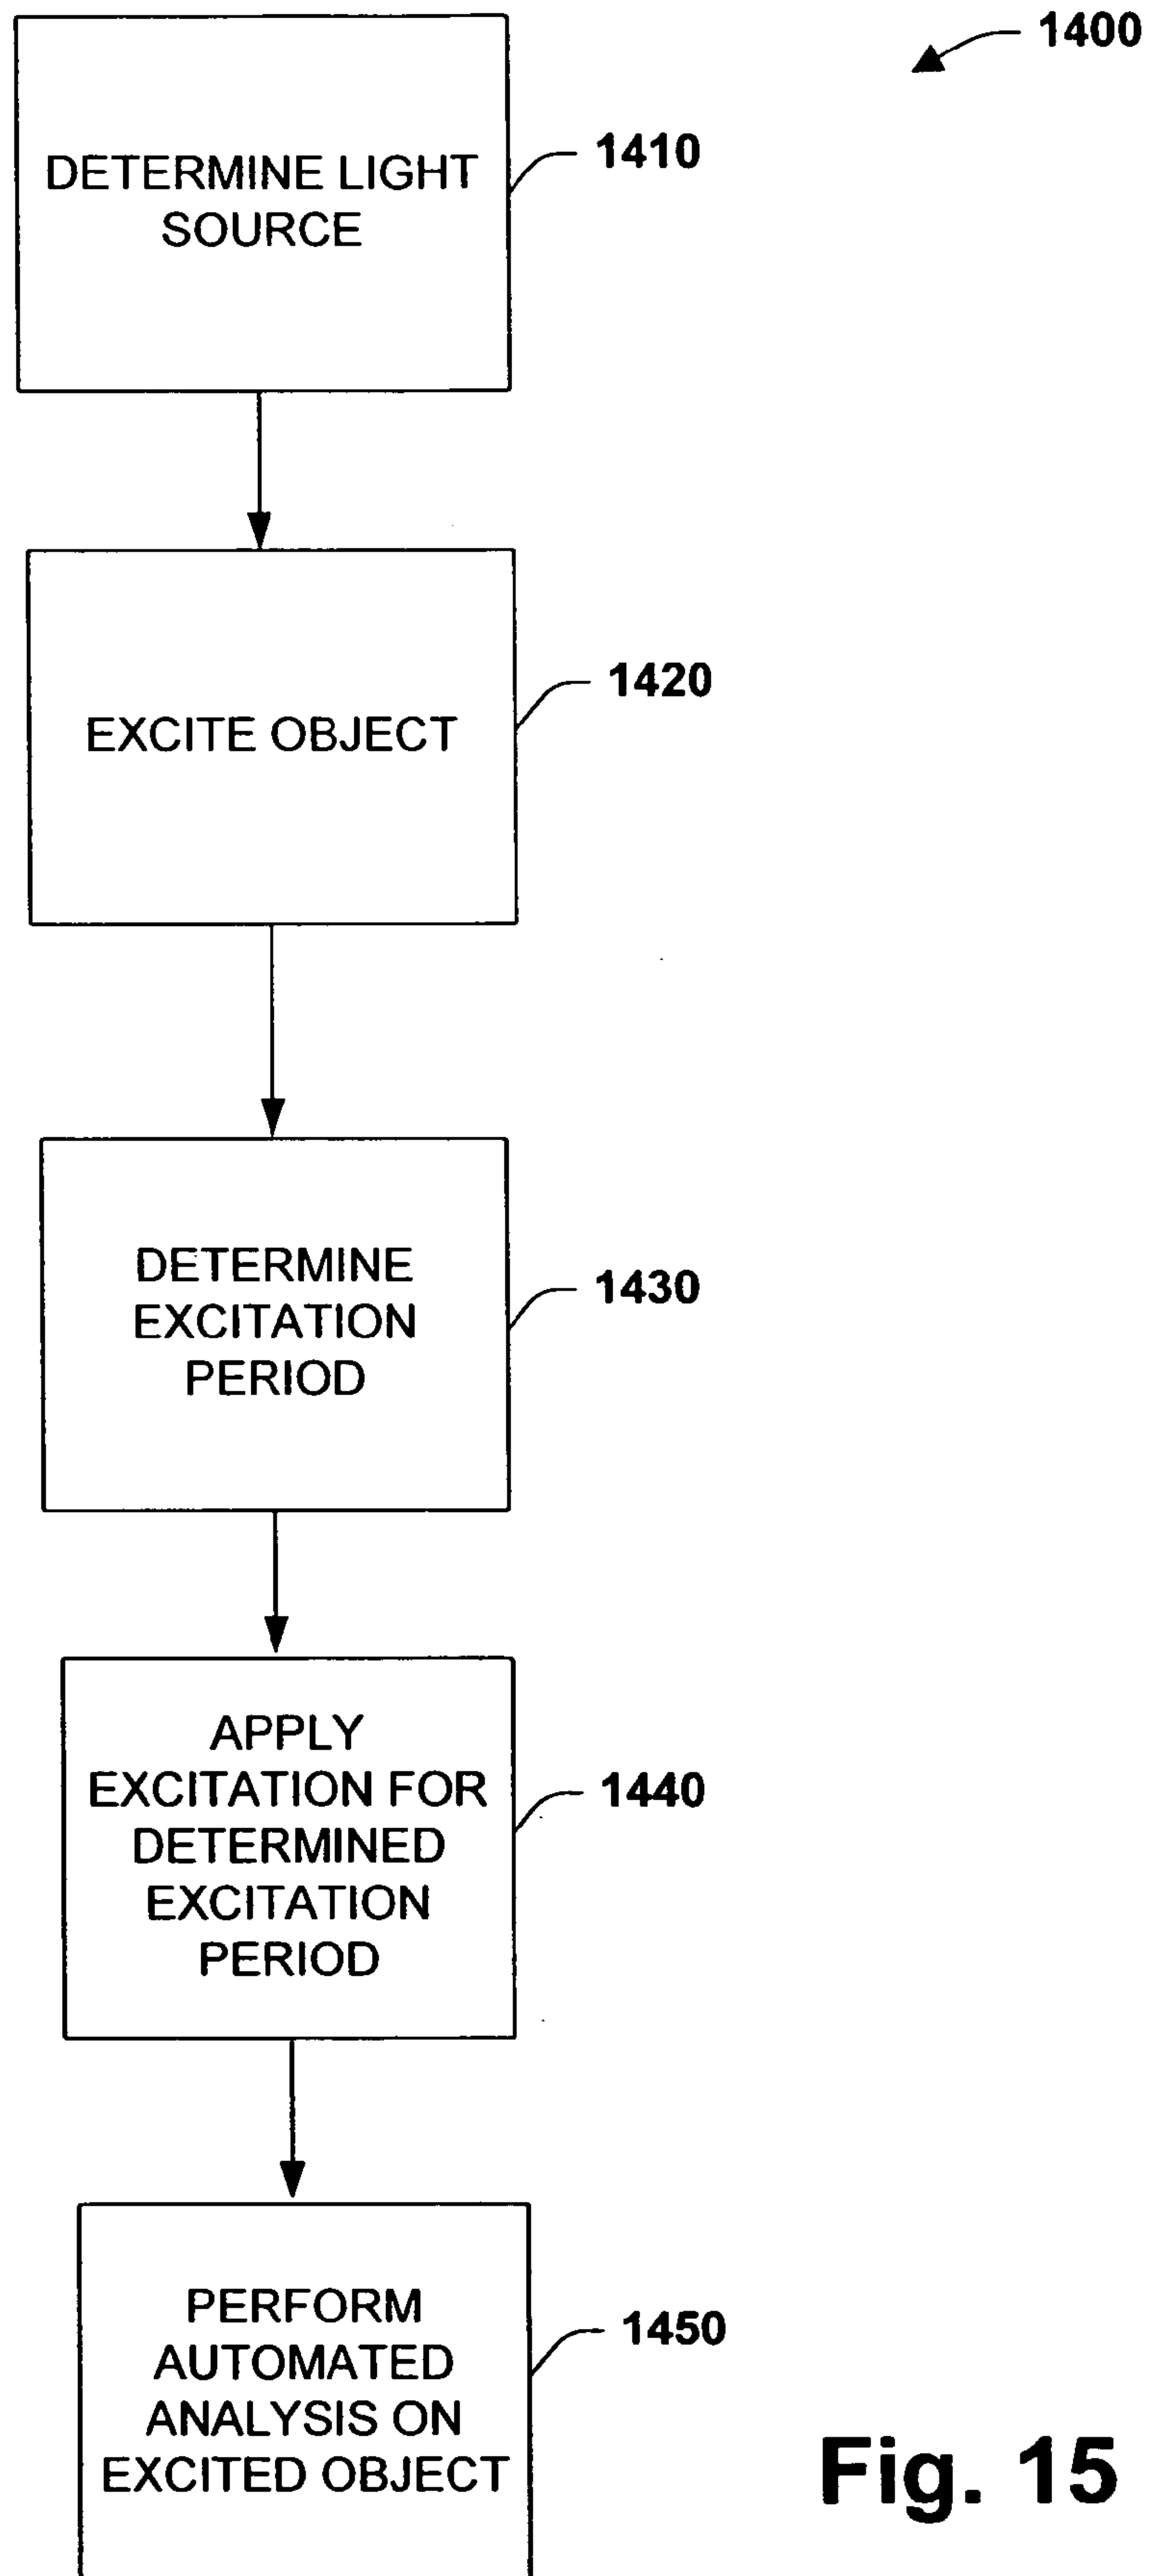 1400
DETERMINE LIGHT
SOURCE
1410
EXCITE OBJECT
1420
DETERMINE
EXCITATION
PERIOD
1430
APPLY
EXCITATION FOR
DETERMINED
EXCITATION
PERIOD
1440
PERFORM
AUTOMATED
ANALYSIS ON
EXCITED OBJECT
1450
Fig. 15